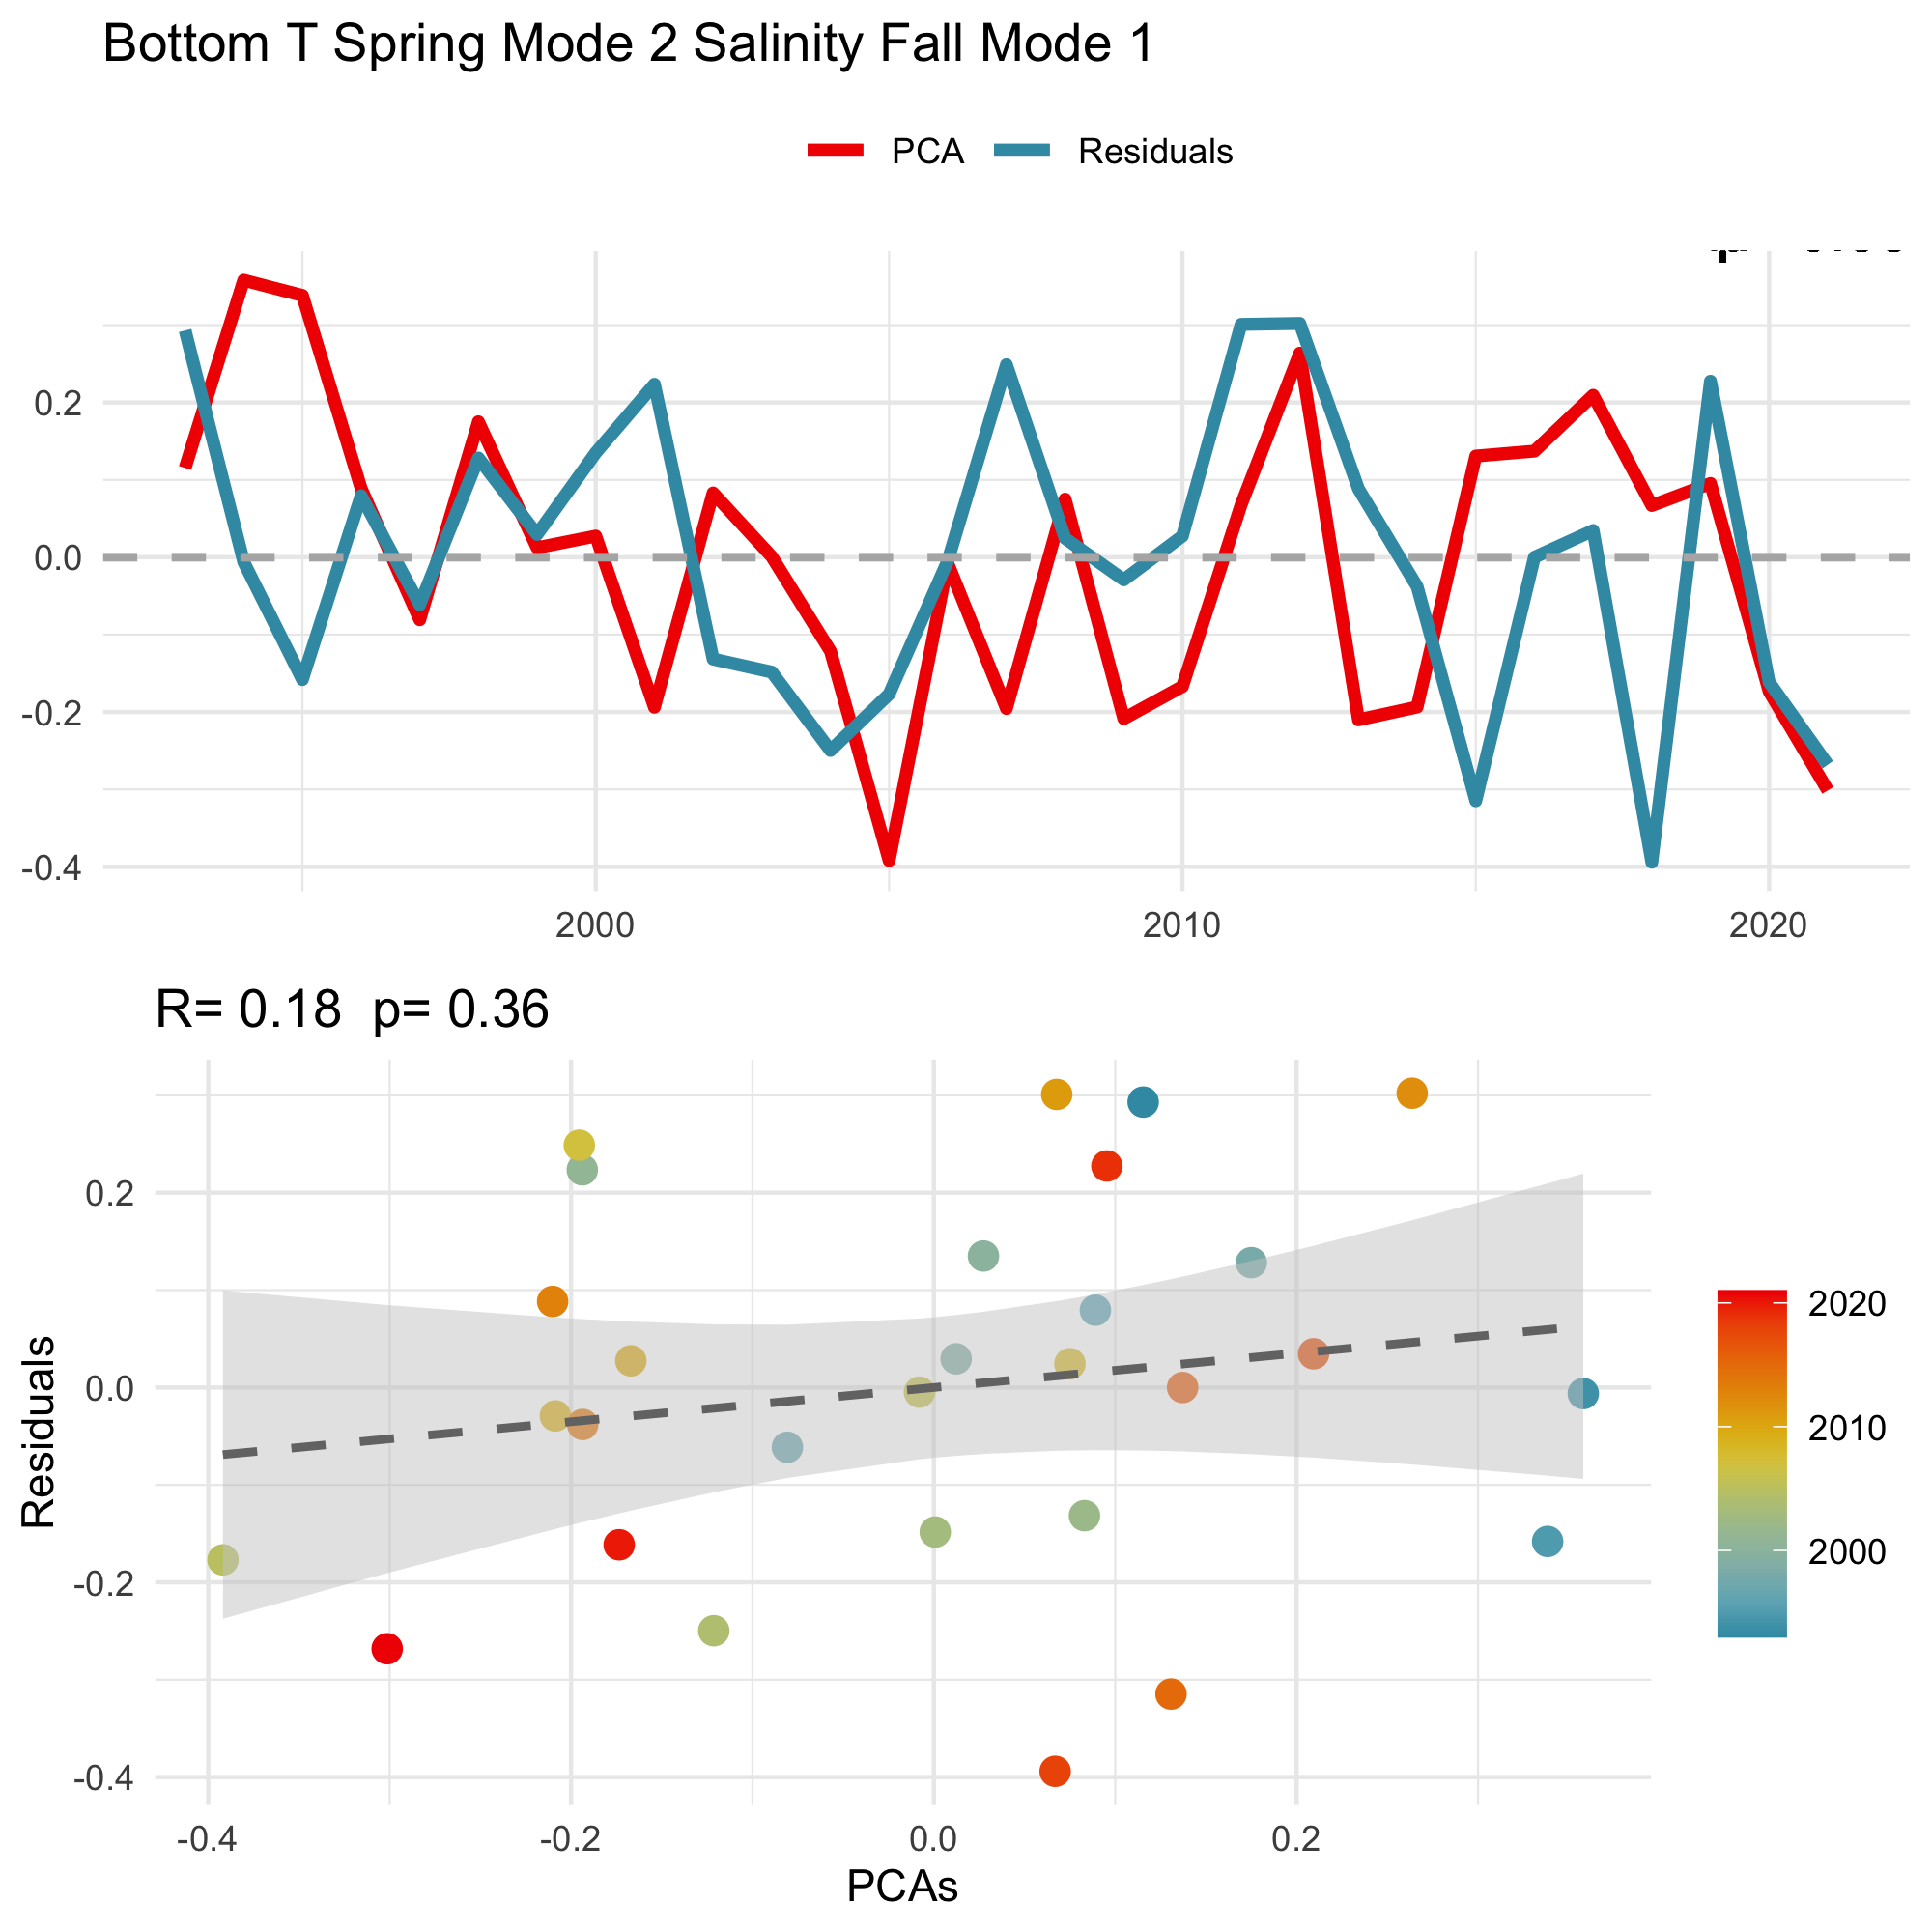 Bottom T Spring Mode 2 Salinity Fall Mode 1
PCA Residuals
0.2
0.0
-0.2
-0.4
2000 2010 2020
R= 0.18 p= 0.36
Residuals
0.2
0.0
-0.2
-0.4
-0.4 -0.2 0.0 0.2
PCAs
2020
2010
2000